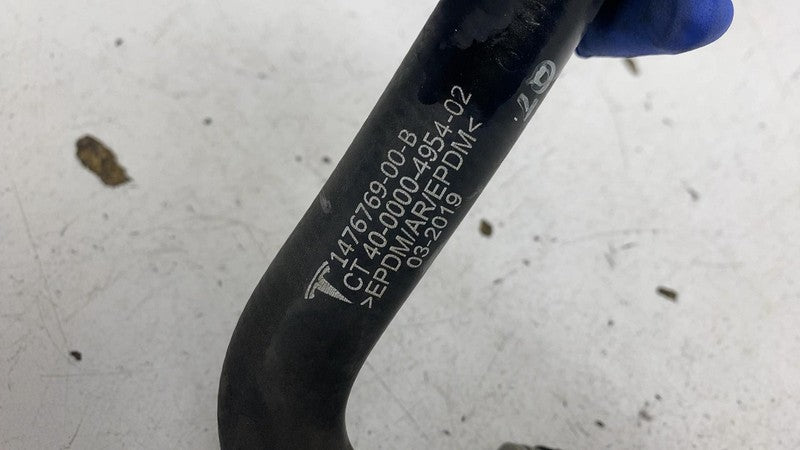 1476769-00-B
CT 40-0000-4954-02
>EPDM/AR/EPDM<
03-2019